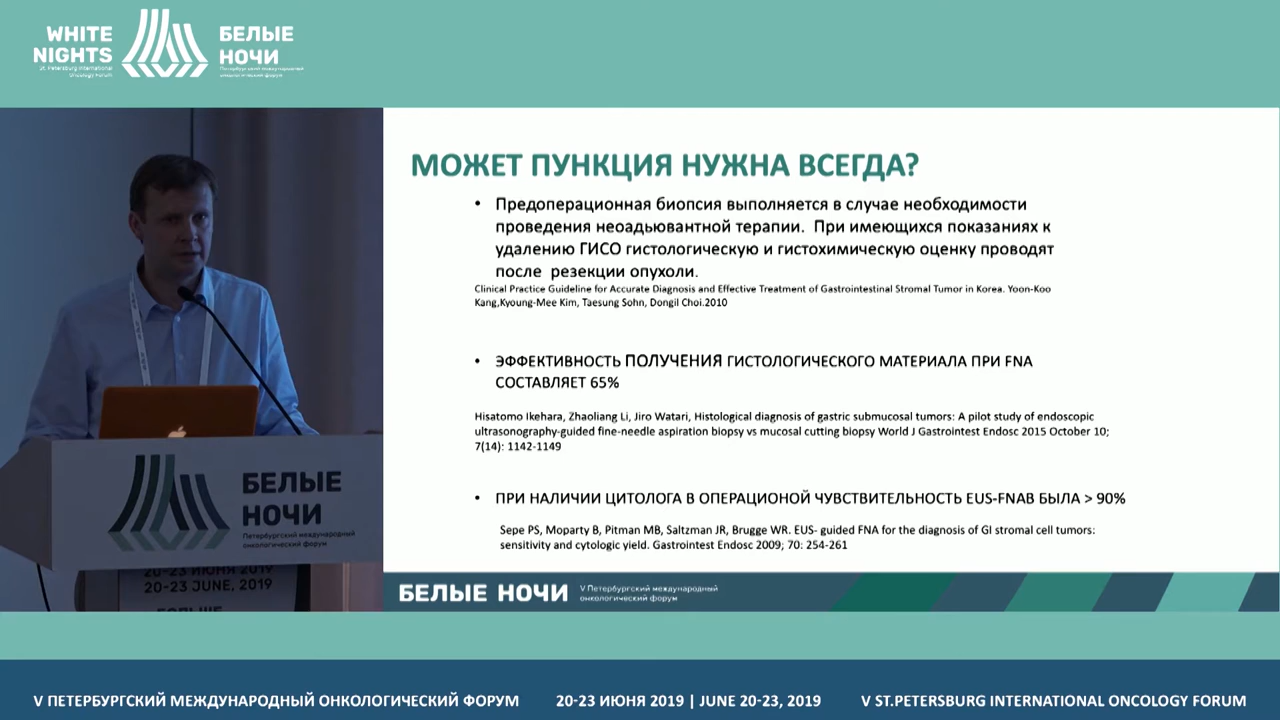 WHITE
NIGHTS
St. Petersburg International
Oncology Forum
БЕЛЫЕ
НОЧИ
Петербургский международный
онкологический форум
МОЖЕТ ПУНКЦИЯ НУЖНА ВСЕГДА?
• Предоперационная биопсия выполняется в случае необходимости
проведения неоадьювантной терапии. При имеющихся показаниях к
удалению ГИСО гистологическую и гистохимическую оценку проводят
после резекции опухоли.
Clinical Practice Guideline for Accurate Diagnosis and Effective Treatment of Gastrointestinal Stromal Tumor in Korea. Yoon-Koo
Kang,Kyoung-Mee Kim, Taesung Sohn, Dongil Choi.2010
• ЭФФЕКТИВНОСТЬ ПОЛУЧЕНИЯ ГИСТОЛОГИЧЕСКОГО МАТЕРИАЛА ПРИ FNA
СОСТАВЛЯЕТ 65%
Hisatomo Ikehara, Zhaoliang Li, Jiro Watari, Histological diagnosis of gastric submucosal tumors: A pilot study of endoscopic
ultrasonography-guided fine-needle aspiration biopsy vs mucosal cutting biopsy World J Gastrointest Endosc 2015 October 10;
7(14): 1142-1149
• ПРИ НАЛИЧИИ ЦИТОЛОГА В ОПЕРАЦИОНОЙ ЧУВСТВИТЕЛЬНОСТЬ EUS-FNAB БЫЛА > 90%
Sepe PS, Moparty B, Pitman MB, Saltzman JR, Brugge WR. EUS- guided FNA for the diagnosis of GI stromal cell tumors:
sensitivity and cytologic yield. Gastrointest Endosc 2009; 70: 254-261
БЕЛЫЕ НОЧИ
V Петербургский международный
онкологический форум
БЕЛЫЕ
НОЧИ
Петербургский международный
онкологический форум
20-23 ИЮНЯ 2019
20-23 JUNE, 2019
БОЛЬШЕ
V ПЕТЕРБУРГСКИЙ МЕЖДУНАРОДНЫЙ ОНКОЛОГИЧЕСКИЙ ФОРУМ
20-23 ИЮНЯ 2019 | JUNE 20-23, 2019
V ST.PETERSBURG INTERNATIONAL ONCOLOGY FORUM